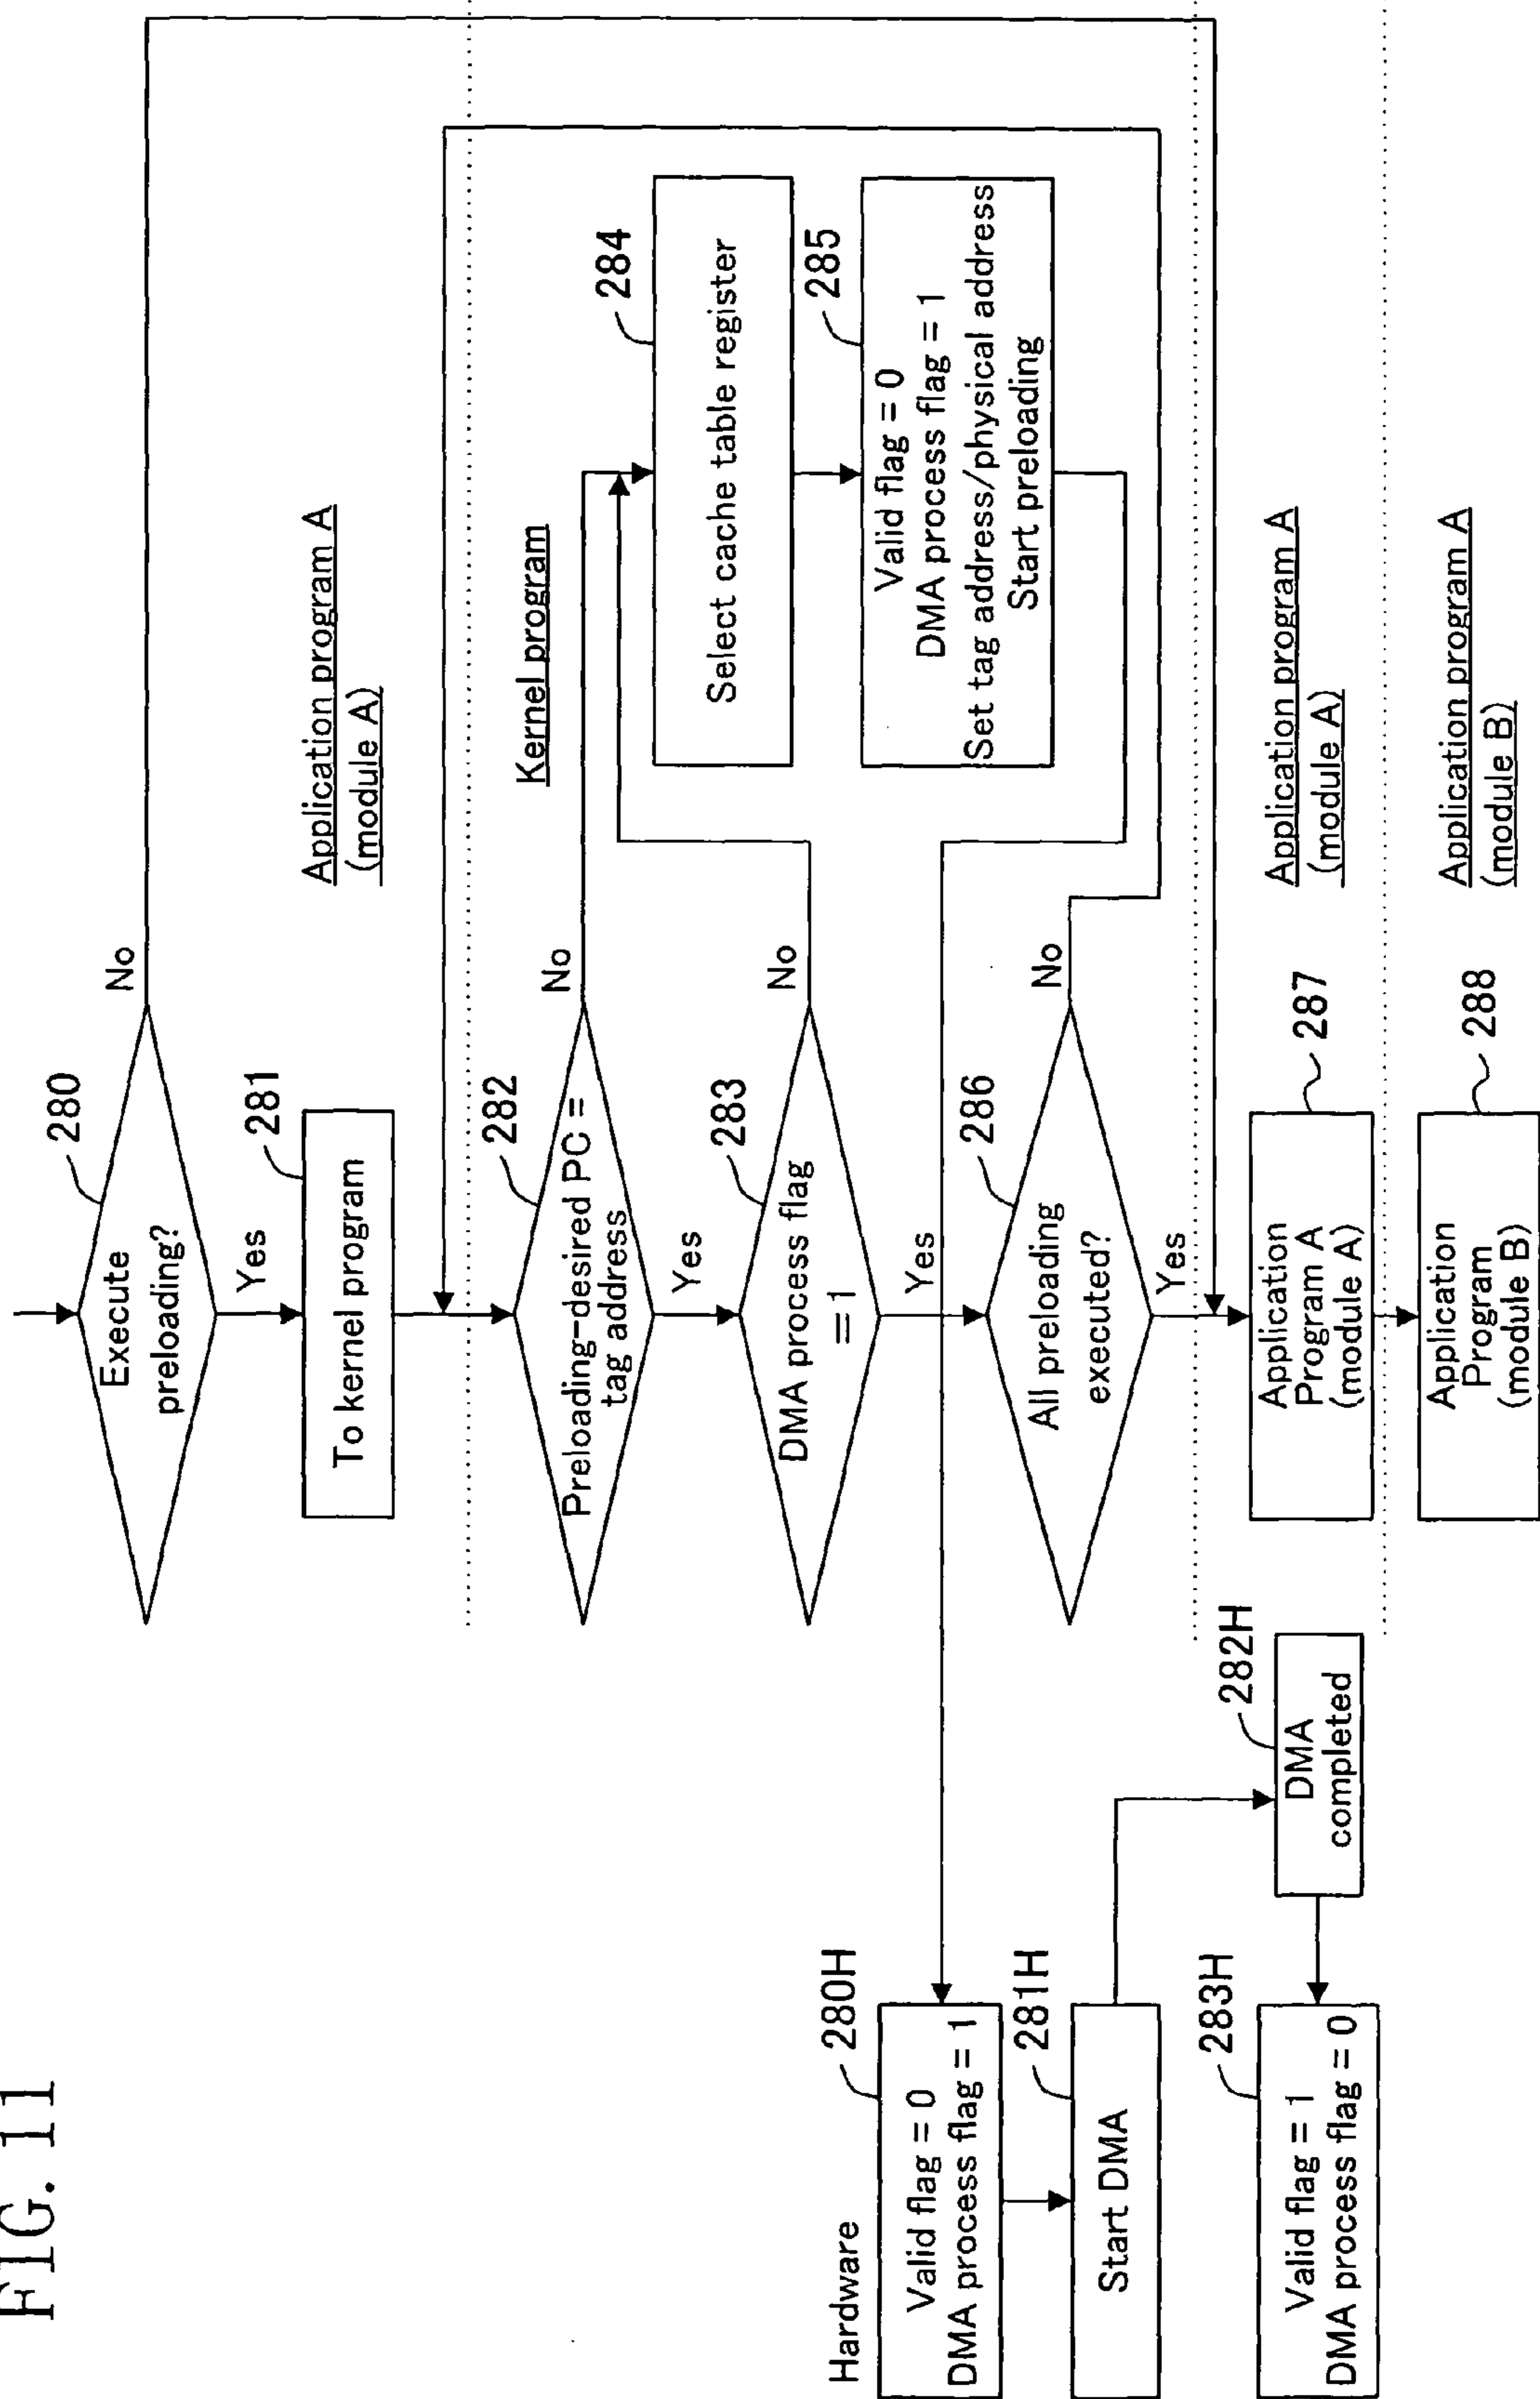 FIG. 11
280
Execute
preloading?
No
Yes
281
To kernel program
Application program A
(module A)
Kernel program
282
Preloading-desired PC =
tag address
No
Yes
283
DMA process flag
= 1
No
Yes
284
Select cache table register
285
Valid flag = 0
DMA process flag = 1
Set tag address/physical address
Start preloading
286
All preloading
executed?
No
Yes
Application program A
(module A)
287
Application
Program A
(module A)
Application program A
(module B)
288
Application
Program
(module B)
Hardware
280H
Valid flag = 0
DMA process flag = 1
281H
Start DMA
282H
DMA
completed
283H
Valid flag = 1
DMA process flag = 0